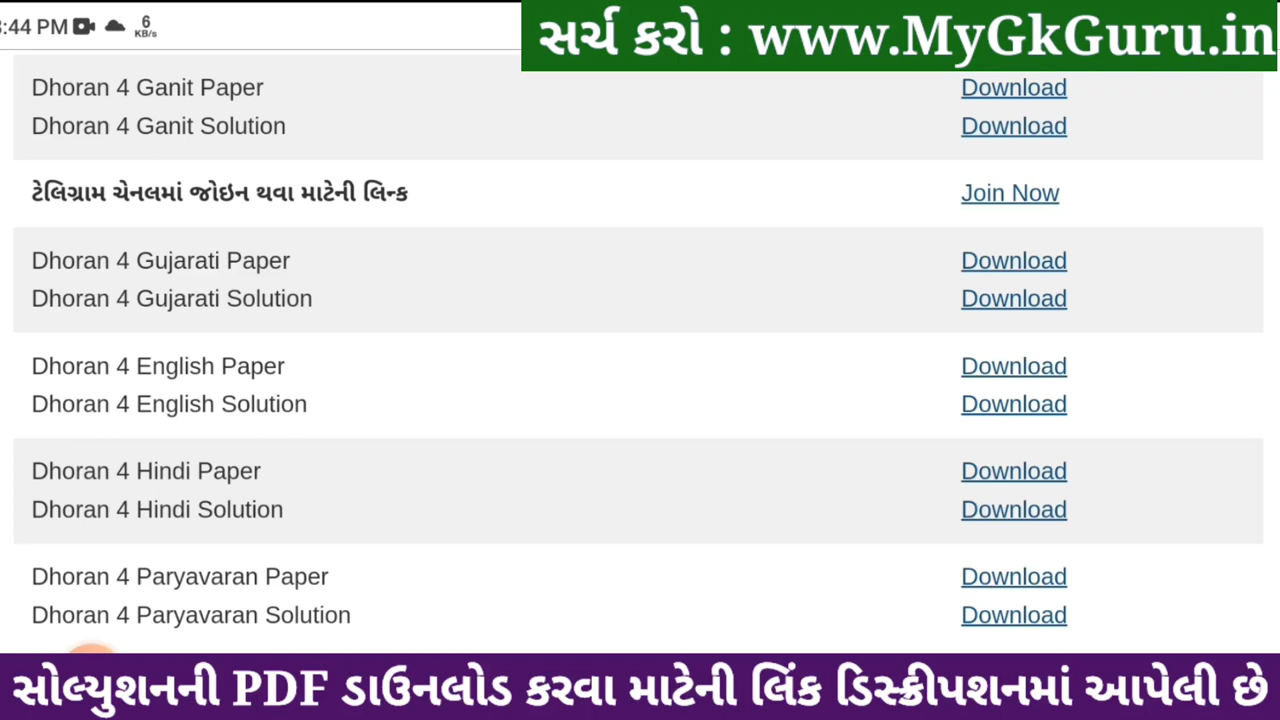 :44 PM 6 KB/s
સર્ચ કરો : www.MyGkGuru.in
Dhoran 4 Ganit Paper Download
Dhoran 4 Ganit Solution Download
ટેલિગ્રામ ચેનલમાં જોઇન થવા માટેની લિન્ક Join Now
Dhoran 4 Gujarati Paper Download
Dhoran 4 Gujarati Solution Download
Dhoran 4 English Paper Download
Dhoran 4 English Solution Download
Dhoran 4 Hindi Paper Download
Dhoran 4 Hindi Solution Download
Dhoran 4 Paryavaran Paper Download
Dhoran 4 Paryavaran Solution Download
સોલ્યુશનની PDF ડાઉનલોડ કરવા માટેની લિંક ડિસ્ક્રીપશનમાં આપેલી છે